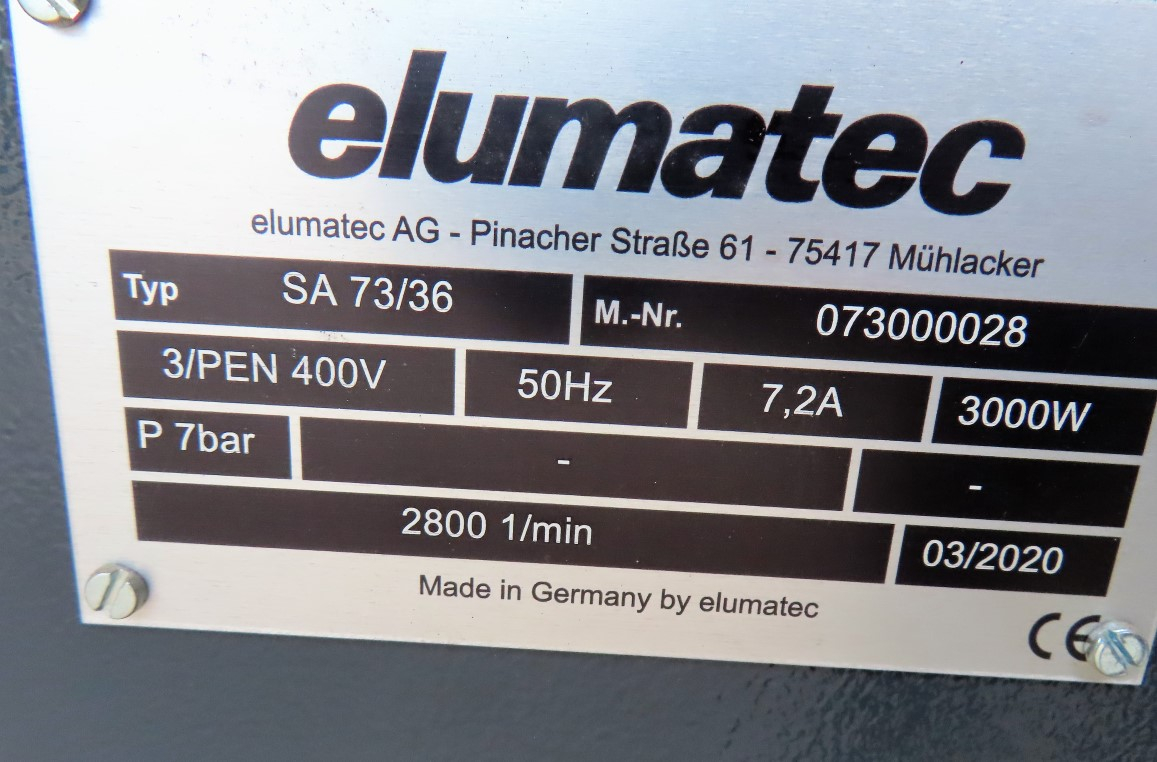 elumatec
elumatec AG - Pinacher Straße 61 - 75417 Mühlacker
Typ SA 73/36 M.-Nr. 073000028
3/PEN 400V 50Hz 7,2A 3000W
P 7bar - -
2800 1/min 03/2020
Made in Germany by elumatec
CE